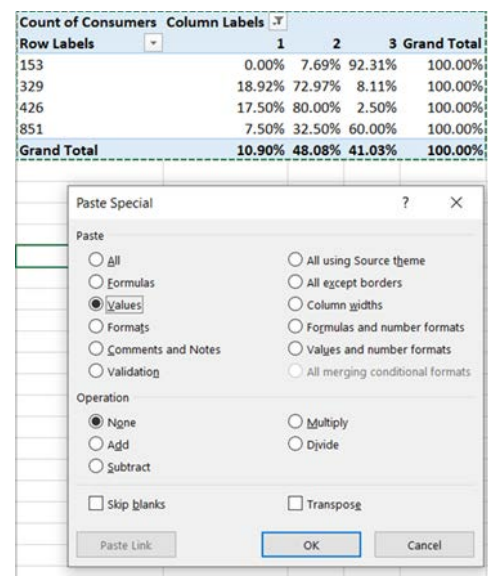 Count of Consumers Column Labels
Row Labels 1 2 3 Grand Total
153 0.00% 7.69% 92.31% 100.00%
329 18.92% 72.97% 8.11% 100.00%
426 17.50% 80.00% 2.50% 100.00%
851 7.50% 32.50% 60.00% 100.00%
Grand Total 10.90% 48.08% 41.03% 100.00%
Paste Special ? ×
Paste
All All using Source theme
Formulas All except borders
Values Column widths
Formats Formulas and number formats
Comments and Notes Values and number formats
Validation All merging conditional formats
Operation
None Multiply
Add Divide
Subtract
Skip blanks Transpose
Paste Link OK Cancel